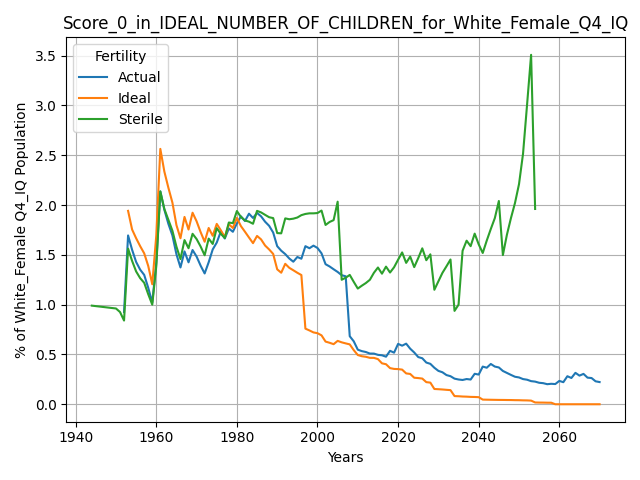 Score_0_in_IDEAL_NUMBER_OF_CHILDREN_for_White_Female_Q4_IQ
Fertility
Actual
Ideal
Sterile
% of White_Female Q4_IQ Population
3.5
3.0
2.5
2.0
1.5
1.0
0.5
0.0
1940 1960 1980 2000 2020 2040 2060
Years